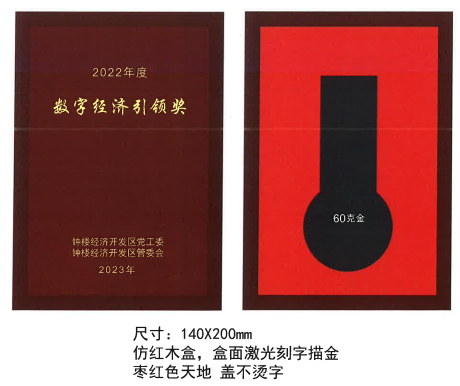 2022年度
数字经济引领奖
钟楼经济开发区党工委
钟楼经济开发区管委会
2023年
60克金
尺寸：140X200mm
仿红木盒，盒面激光刻字描金
枣红色天地 盖不烫字